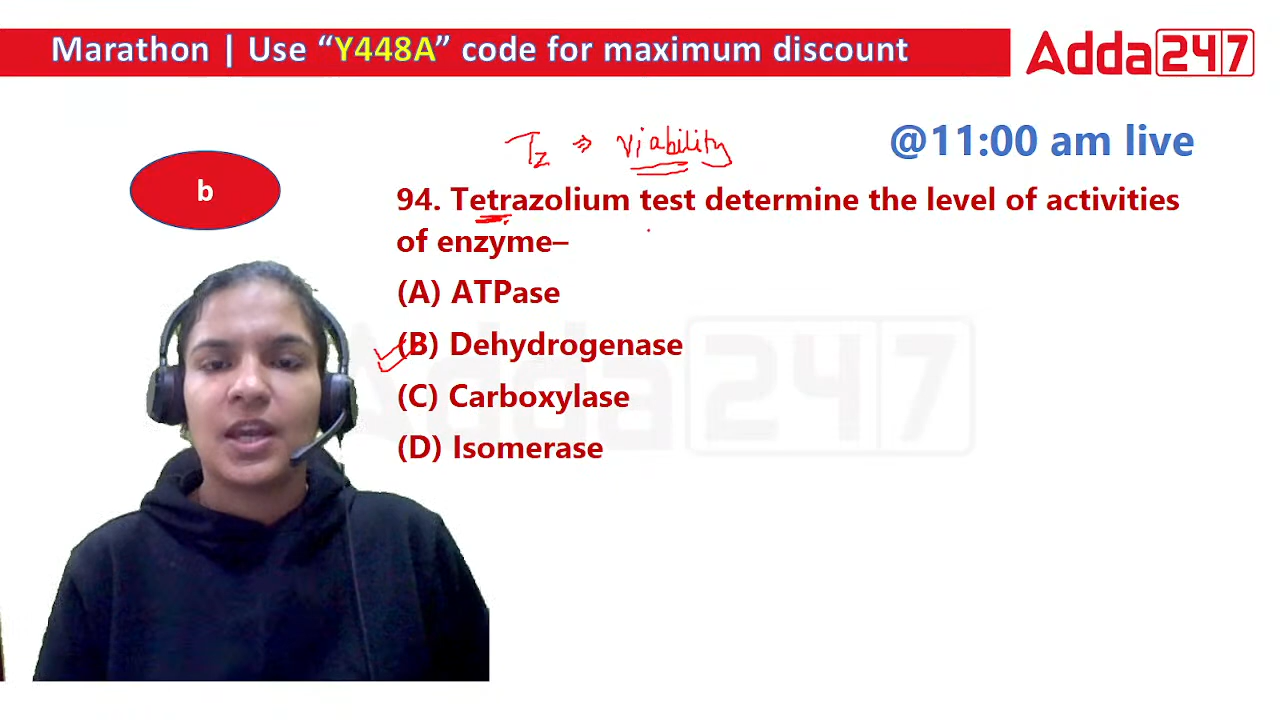 Marathon | Use “Y448A” code for maximum discount
Adda247
Tz ⇒ viability
@11:00 am live
b
94. Tetrazolium test determine the level of activities
of enzyme–
(A) ATPase
(B) Dehydrogenase
(C) Carboxylase
(D) Isomerase
Adda247